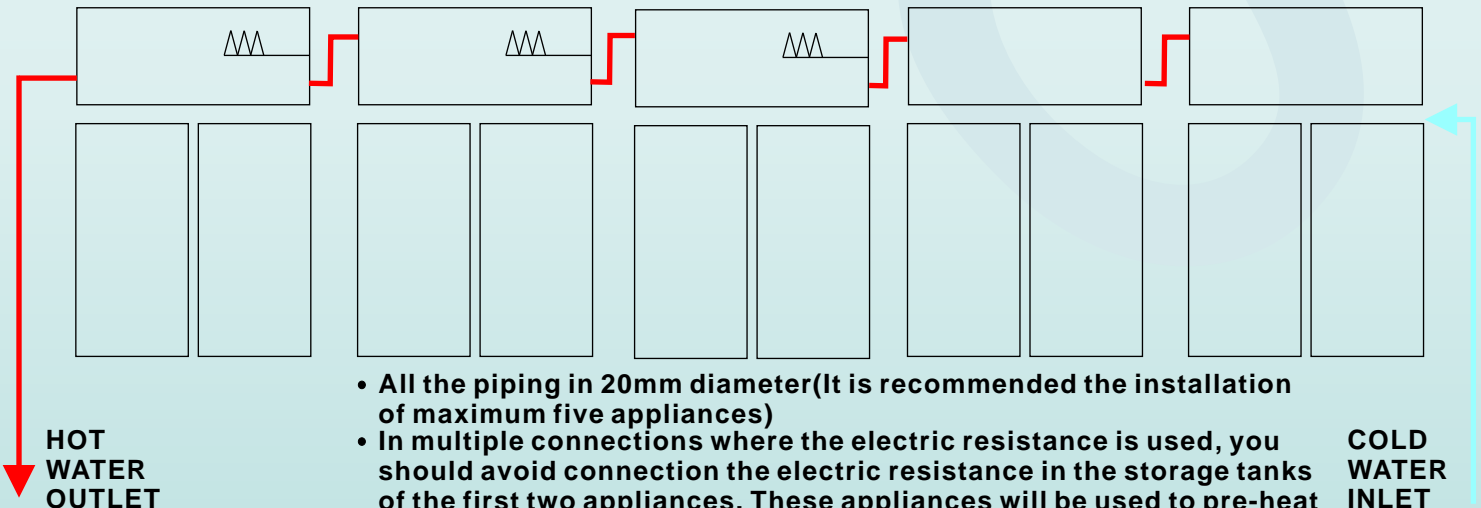 • All the piping in 20mm diameter(It is recommended the installation
of maximum five appliances)
• In multiple connections where the electric resistance is used, you
should avoid connection the electric resistance in the storage tanks
of the first two appliances. These appliances will be used to pre-heat
HOT
WATER
OUTLET
COLD
WATER
INLET